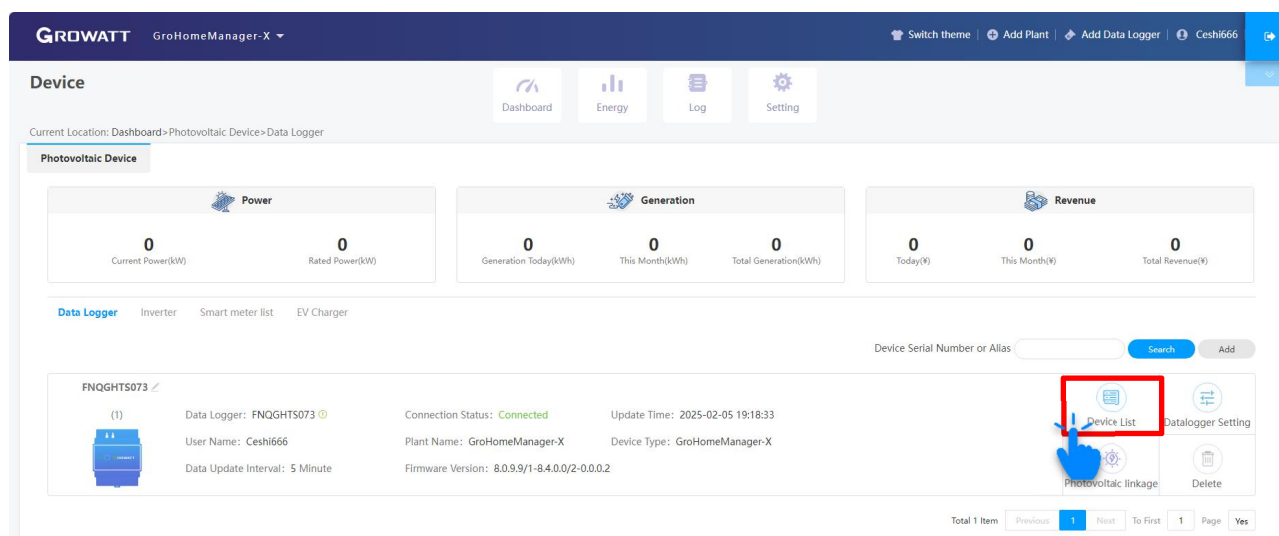 GROWATT GroHomeManager-X Switch theme | Add Plant | Add Data Logger | Ceshi666
Device
Dashboard Energy Log Setting
Current Location: Dashboard>Photovoltaic Device>Data Logger
Photovoltaic Device
Power Generation Revenue
0 0 0 0 0 0 0 0
Current Power(kW) Rated Power(kW) Generation Today(kWh) This Month(kWh) Total Generation(kWh) Today(¥) This Month(¥) Total Revenue(¥)
Data Logger Inverter Smart meter list EV Charger
Device Serial Number or Alias Search Add
FNQGHTS073
(1) Data Logger: FNQGHTS073 Connection Status: Connected Update Time: 2025-02-05 19:18:33
Device List Datalogger Setting
User Name: Ceshi666 Plant Name: GroHomeManager-X Device Type: GroHomeManager-X
GROWATT
Data Update Interval: 5 Minute Firmware Version: 8.0.9.9/1-8.4.0.0/2-0.0.0.2
Photovoltaic linkage Delete
Total 1 Item Previous 1 Next To First 1 Page Yes